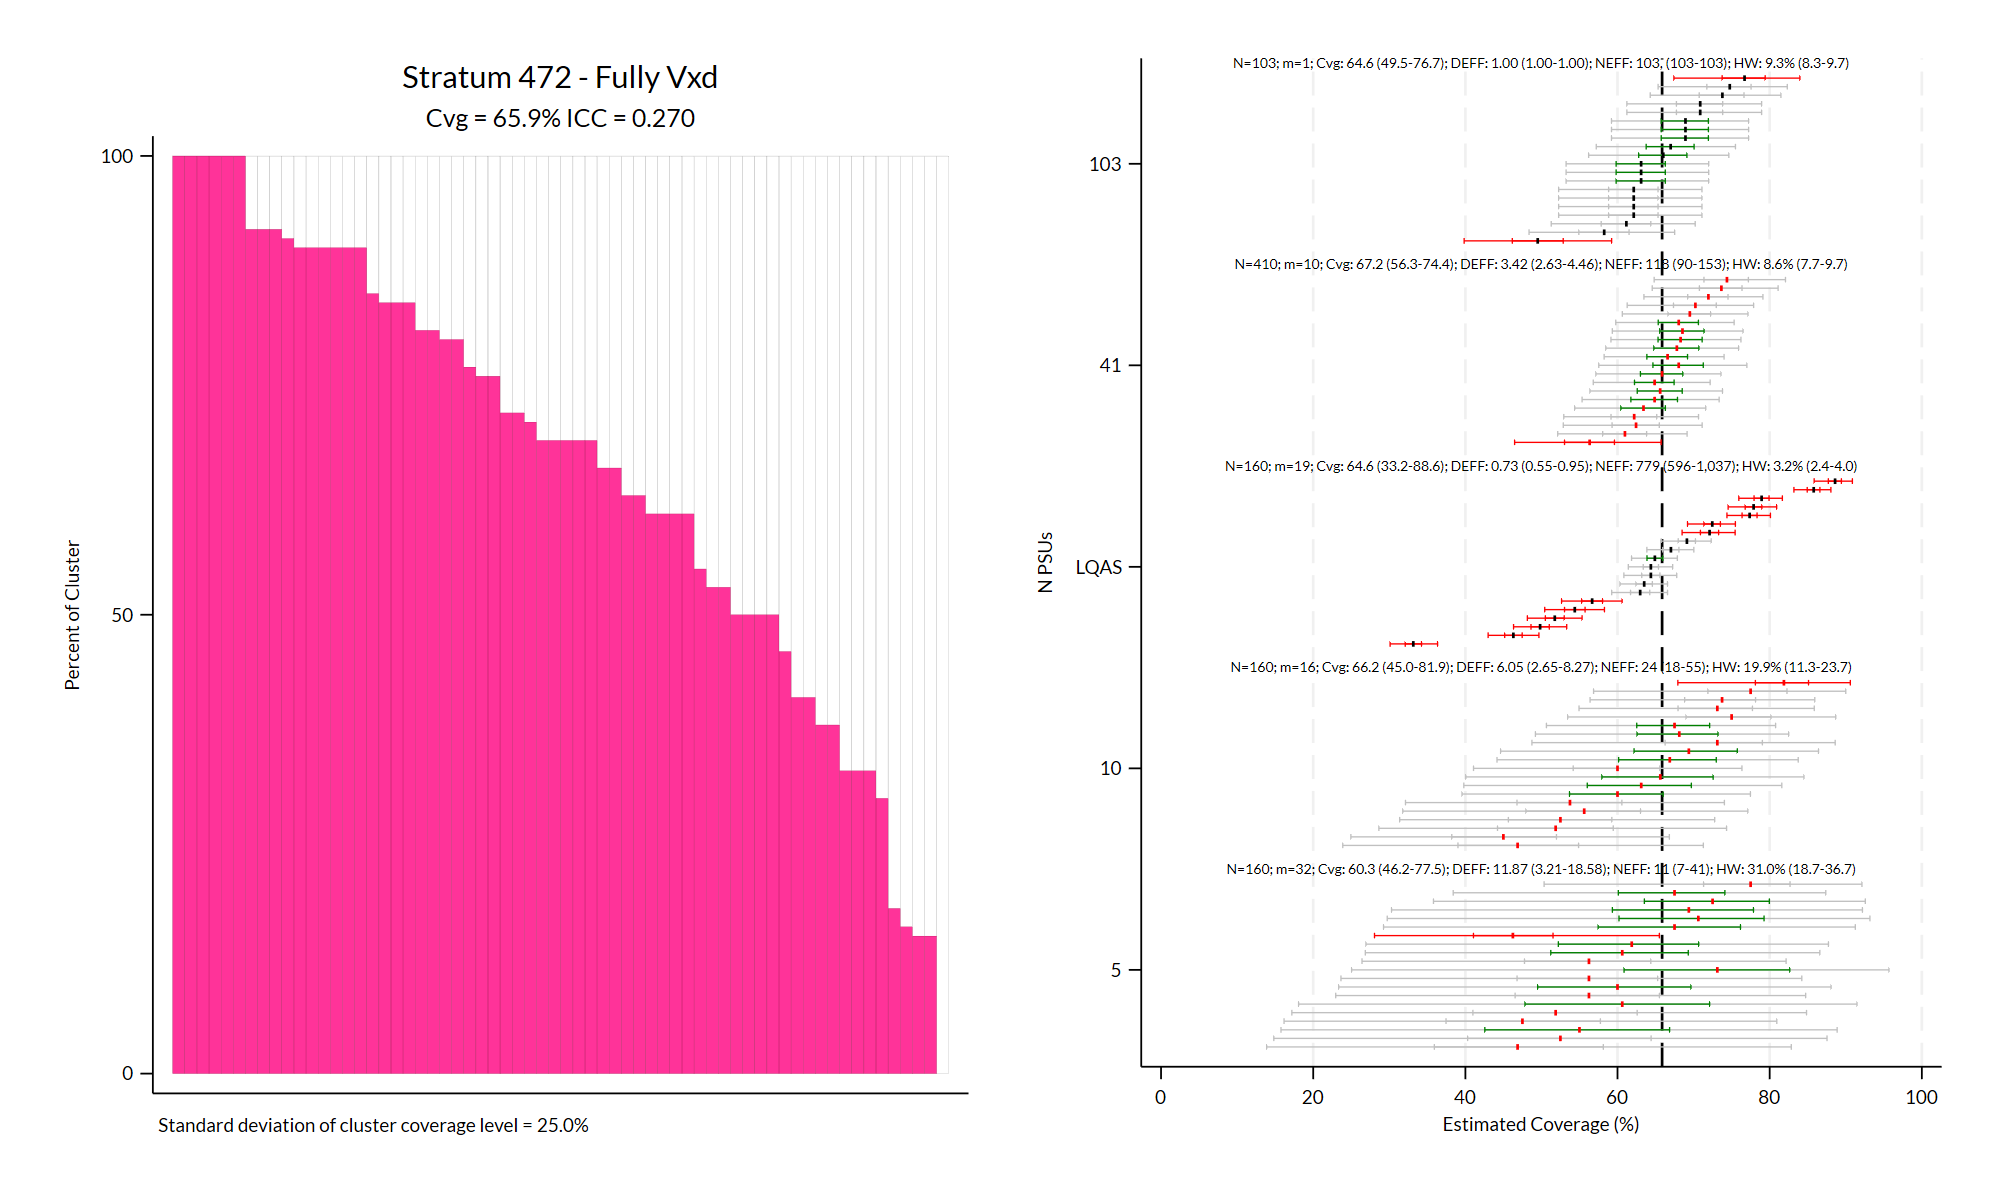 Stratum 472 - Fully Vxd
Cvg = 65.9% ICC = 0.270
100
50
0
Percent of Cluster
Standard deviation of cluster coverage level = 25.0%
N=103; m=1; Cvg: 64.6 (49.5-76.7); DEFF: 1.00 (1.00-1.00); NEFF: 103, (103-103); HW: 9.3% (8.3-9.7)
103
N=410; m=10; Cvg: 67.2 (56.3-74.4); DEFF: 3.42 (2.63-4.46); NEFF: 118 (90-153); HW: 8.6% (7.7-9.7)
41
N=160; m=19; Cvg: 64.6 (33.2-88.6); DEFF: 0.73 (0.55-0.95); NEFF: 779 (596-1,037); HW: 3.2% (2.4-4.0)
LQAS
N=160; m=16; Cvg: 66.2 (45.0-81.9); DEFF: 6.05 (2.65-8.27); NEFF: 24 (18-55); HW: 19.9% (11.3-23.7)
10
N=160; m=32; Cvg: 60.3 (46.2-77.5); DEFF: 11.87 (3.21-18.58); NEFF: 11 (7-41); HW: 31.0% (18.7-36.7)
5
N PSUs
0 20 40 60 80 100
Estimated Coverage (%)